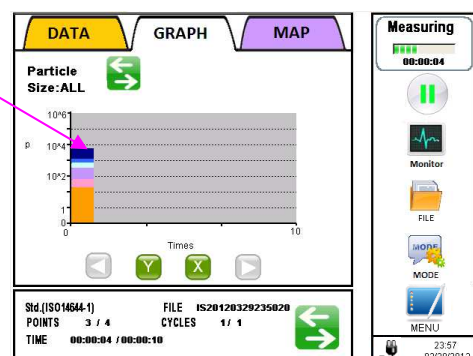 DATA
GRAPH
MAP
Particle
Size:ALL
p
10^6
10^4
10^2
1
0
0
10
Times
Y
X
Std.(ISO14644-1)
FILE IS20120329235020
POINTS 3 / 4
CYCLES 1/ 1
TIME 00:00:04 /00:00:10
Measuring
00:00:04
Monitor
FILE
MODE
MODE
MENU
23:57